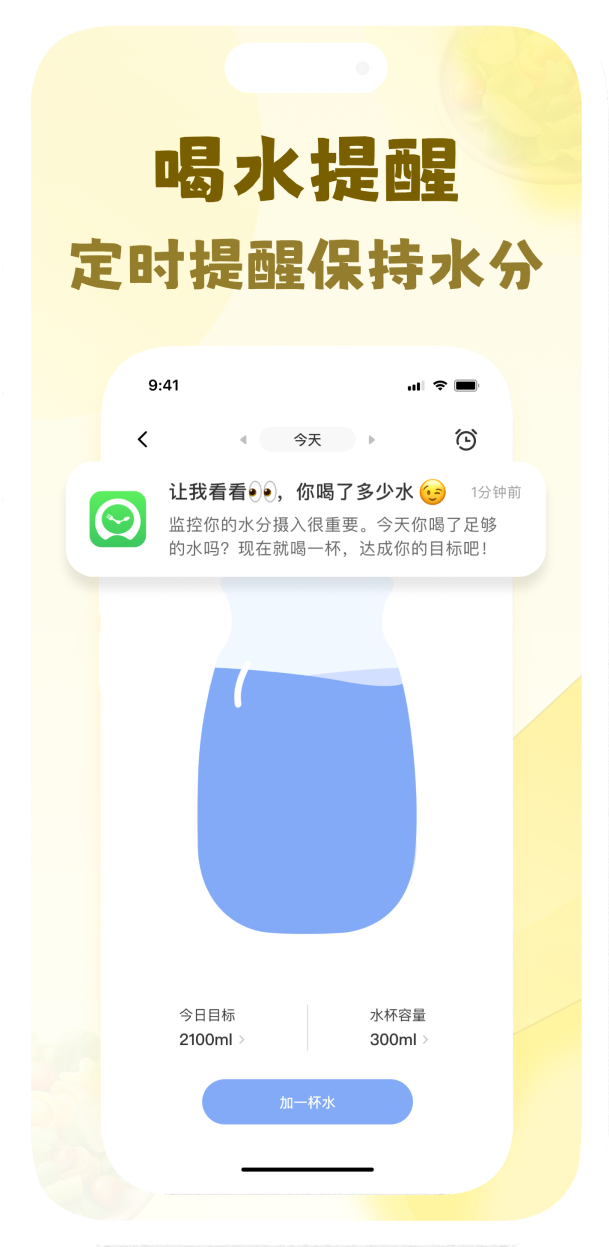 喝水提醒
定时提醒保持水分
9:41
今天
让我看看👀，你喝了多少水😉 1分钟前
监控你的水分摄入很重要。今天你喝了足够
的水吗？现在就喝一杯，达成你的目标吧！
今日目标 水杯容量
2100ml 300ml
加一杯水